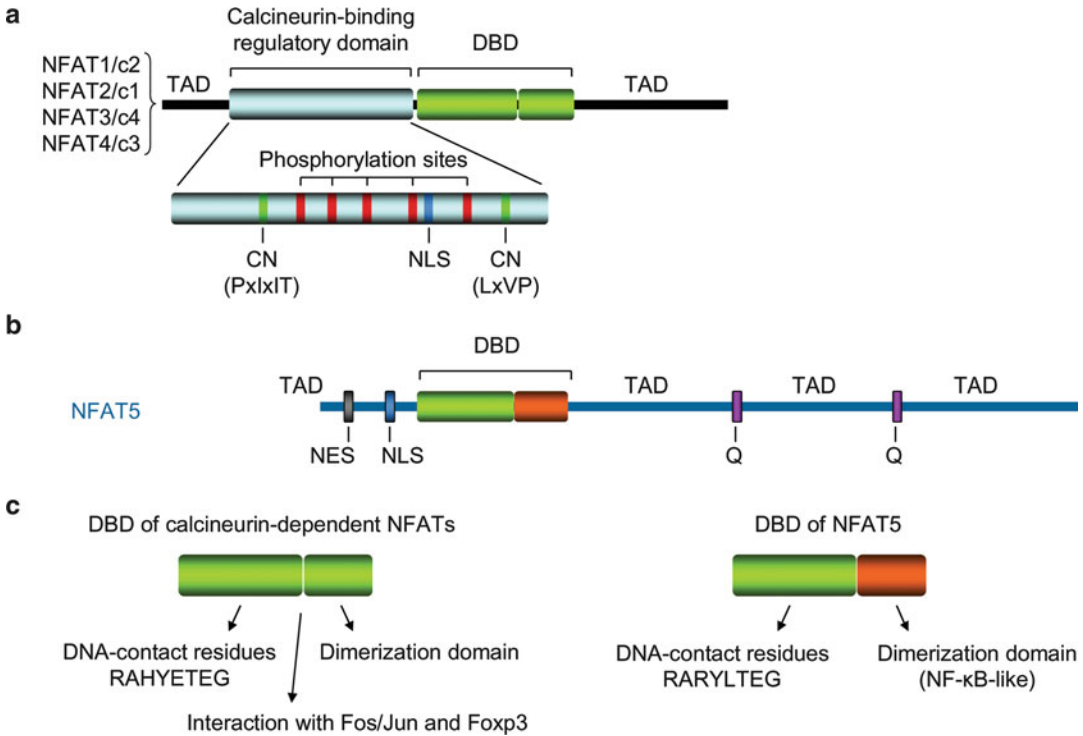 a
Calcineurin-binding
regulatory domain
DBD
NFAT1/c2
NFAT2/c1
NFAT3/c4
NFAT4/c3
TAD
TAD
Phosphorylation sites
CN
(PxIxIT)
NLS
CN
(LxVP)
b
DBD
TAD
TAD
TAD
TAD
NFAT5
NES
NLS
Q
Q
c
DBD of calcineurin-dependent NFATs
DBD of NFAT5
DNA-contact residues
RAHYETEG
Dimerization domain
Interaction with Fos/Jun and Foxp3
DNA-contact residues
RARYLTEG
Dimerization domain
(NF-κB-like)